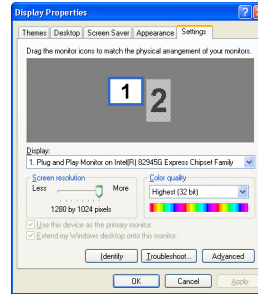 Display Properties
Themes Desktop Screen Saver Appearance Settings
Drag the monitor icons to match the physical arrangement of your monitors.
1 2
Display:
1. Plug and Play Monitor on Intel(R) 82945G Express Chipset Family
Screen resolution
Less More
1280 by 1024 pixels
Color quality
Highest (32 bit)
Use this device as the primary monitor.
Extend my Windows desktop onto this monitor.
Identify Troubleshoot... Advanced
OK Cancel Apply